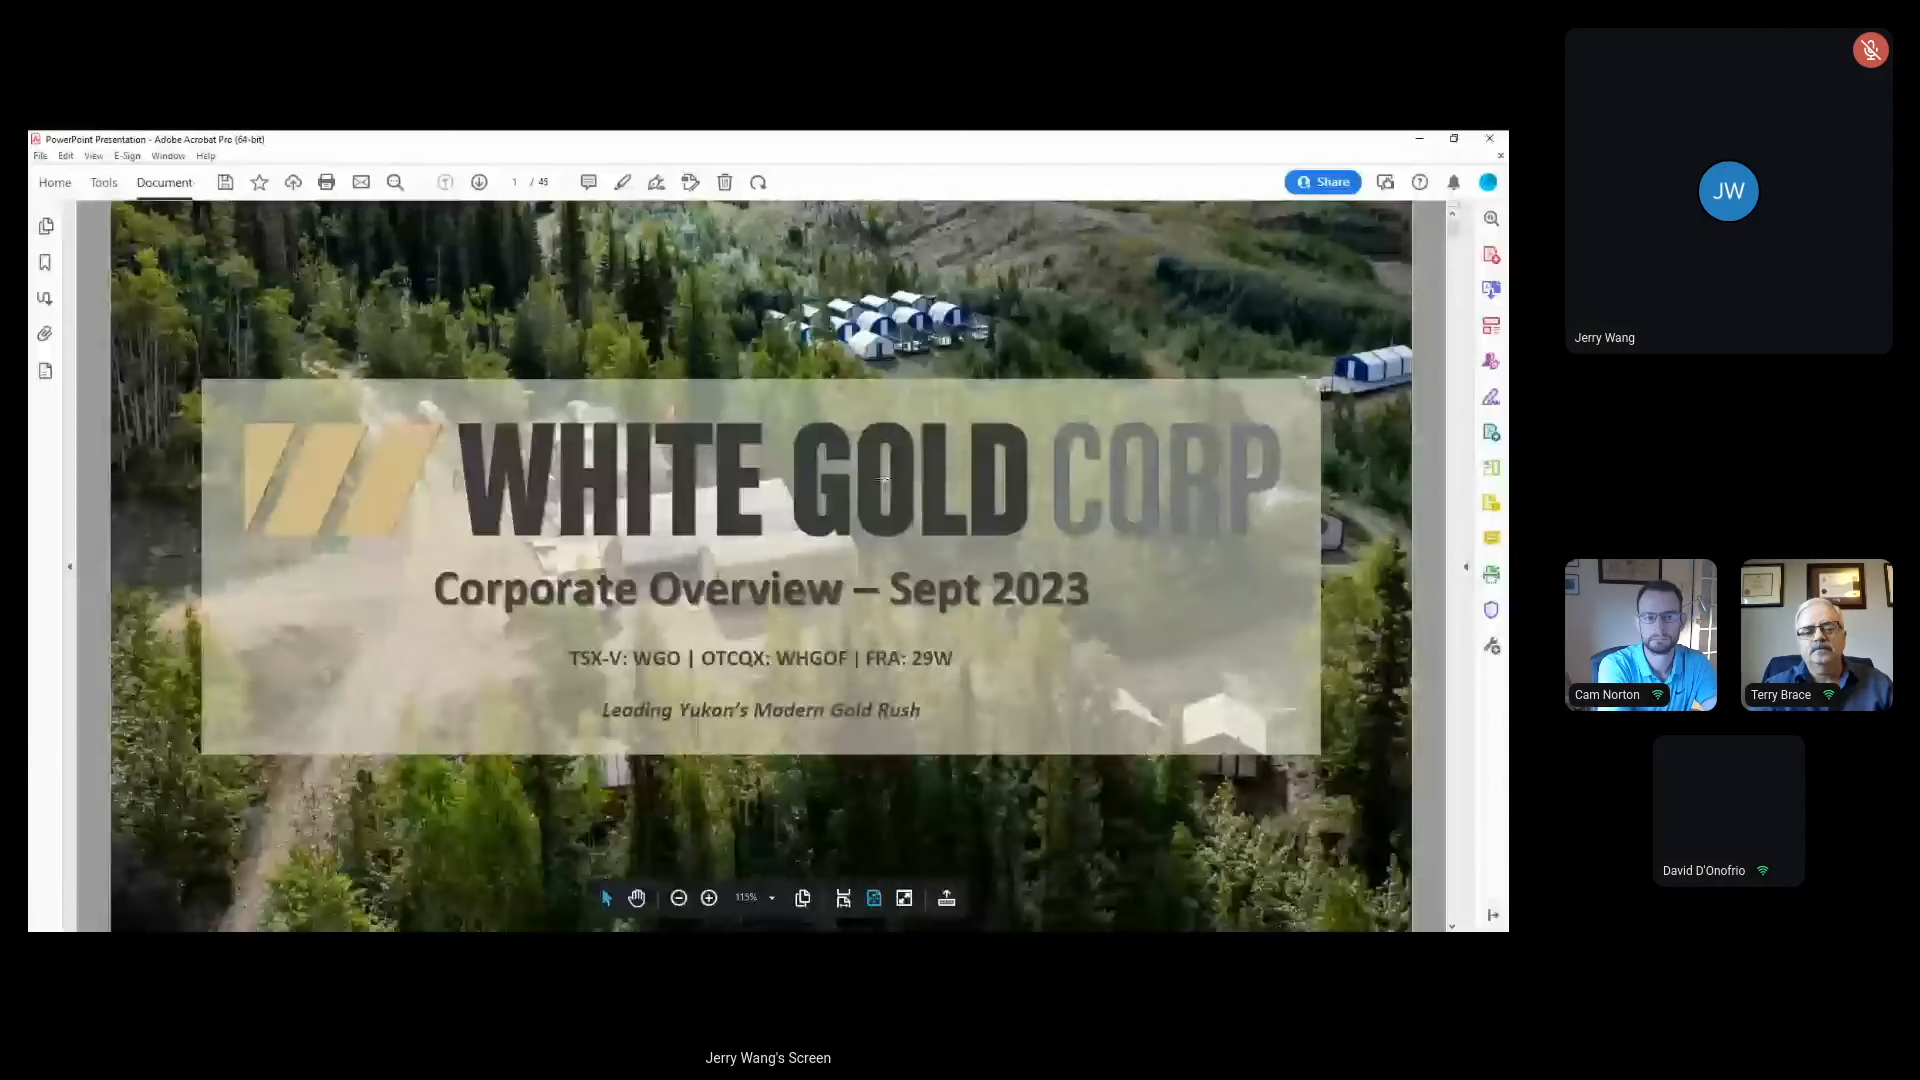 PowerPoint Presentation - Adobe Acrobat Pro (64-bit)
File Edit View E-Sign Window Help
Home Tools Document 1 / 45 Share
WHITE GOLD CORP
Corporate Overview – Sept 2023
TSX-V: WGO | OTCQX: WHGOF | FRA: 29W
Leading Yukon's Modern Gold Rush
115%
Jerry Wang's Screen
JW
Jerry Wang
Cam Norton
Terry Brace
David D'Onofrio